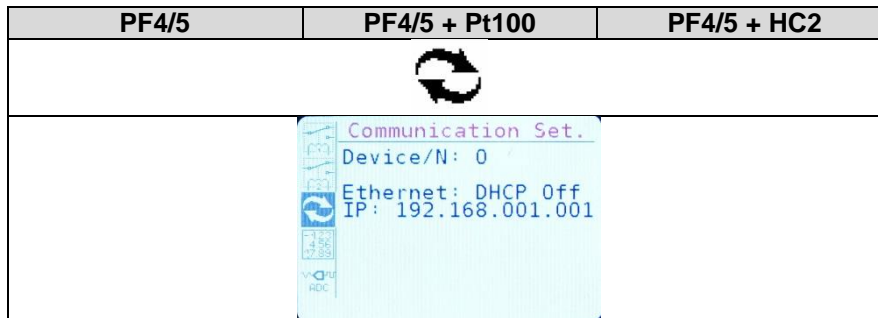 PF4/5 PF4/5 + Pt100 PF4/5 + HC2
Communication Set.
Device/N: 0
Ethernet: DHCP Off
IP: 192.168.001.001
ADC